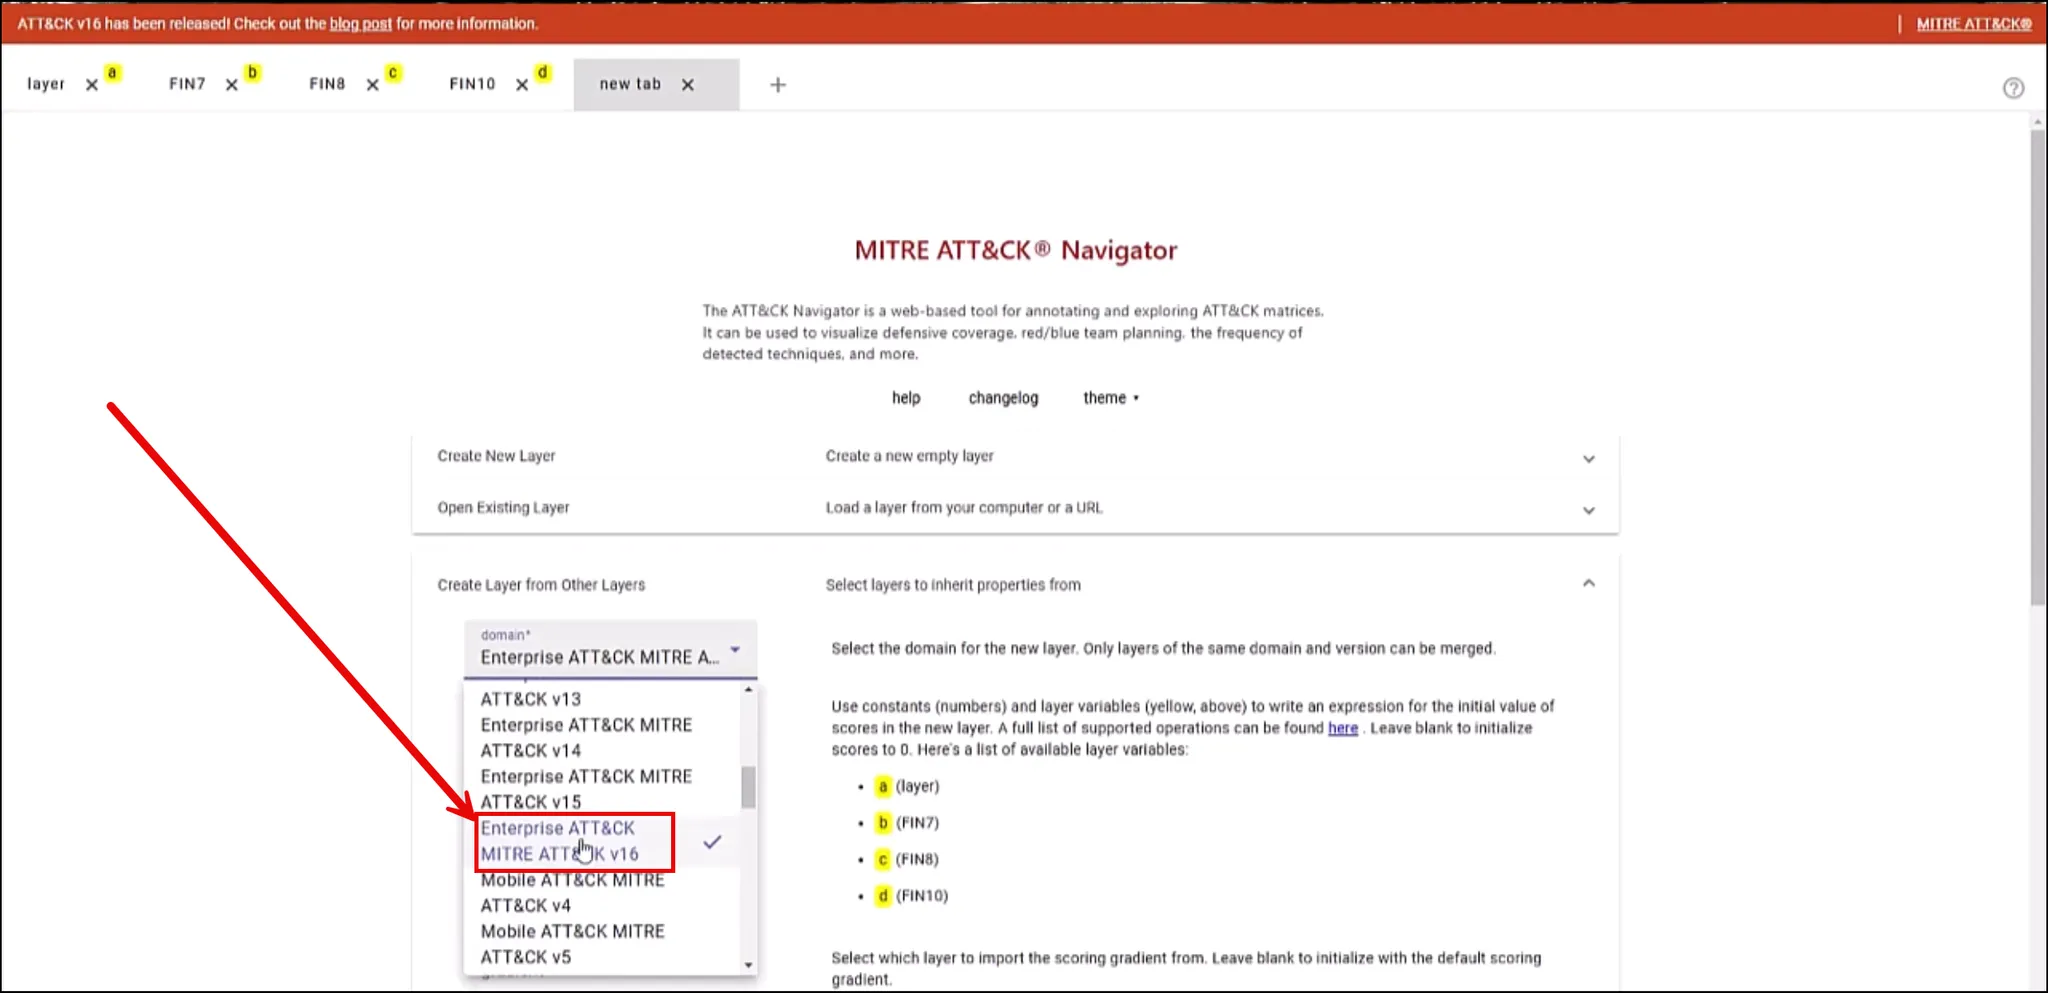 ATT&CK v16 has been released! Check out the blog post for more information.
| MITRE ATT&CK®
layer × a FIN7 × b FIN8 × c FIN10 × d new tab × +
MITRE ATT&CK® Navigator
The ATT&CK Navigator is a web-based tool for annotating and exploring ATT&CK matrices.
It can be used to visualize defensive coverage, red/blue team planning, the frequency of
detected techniques, and more.
help changelog theme
Create New Layer Create a new empty layer
Open Existing Layer Load a layer from your computer or a URL
Create Layer from Other Layers Select layers to inherit properties from
domain*
Enterprise ATT&CK MITRE A...
ATT&CK v13
Enterprise ATT&CK MITRE
ATT&CK v14
Enterprise ATT&CK MITRE
ATT&CK v15
Enterprise ATT&CK
MITRE ATT&CK v16
Mobile ATT&CK MITRE
ATT&CK v4
Mobile ATT&CK MITRE
ATT&CK v5
Select the domain for the new layer. Only layers of the same domain and version can be merged.
Use constants (numbers) and layer variables (yellow, above) to write an expression for the initial value of
scores in the new layer. A full list of supported operations can be found here . Leave blank to initialize
scores to 0. Here's a list of available layer variables:
• a (layer)
• b (FIN7)
• c (FIN8)
• d (FIN10)
Select which layer to import the scoring gradient from. Leave blank to initialize with the default scoring
gradient.